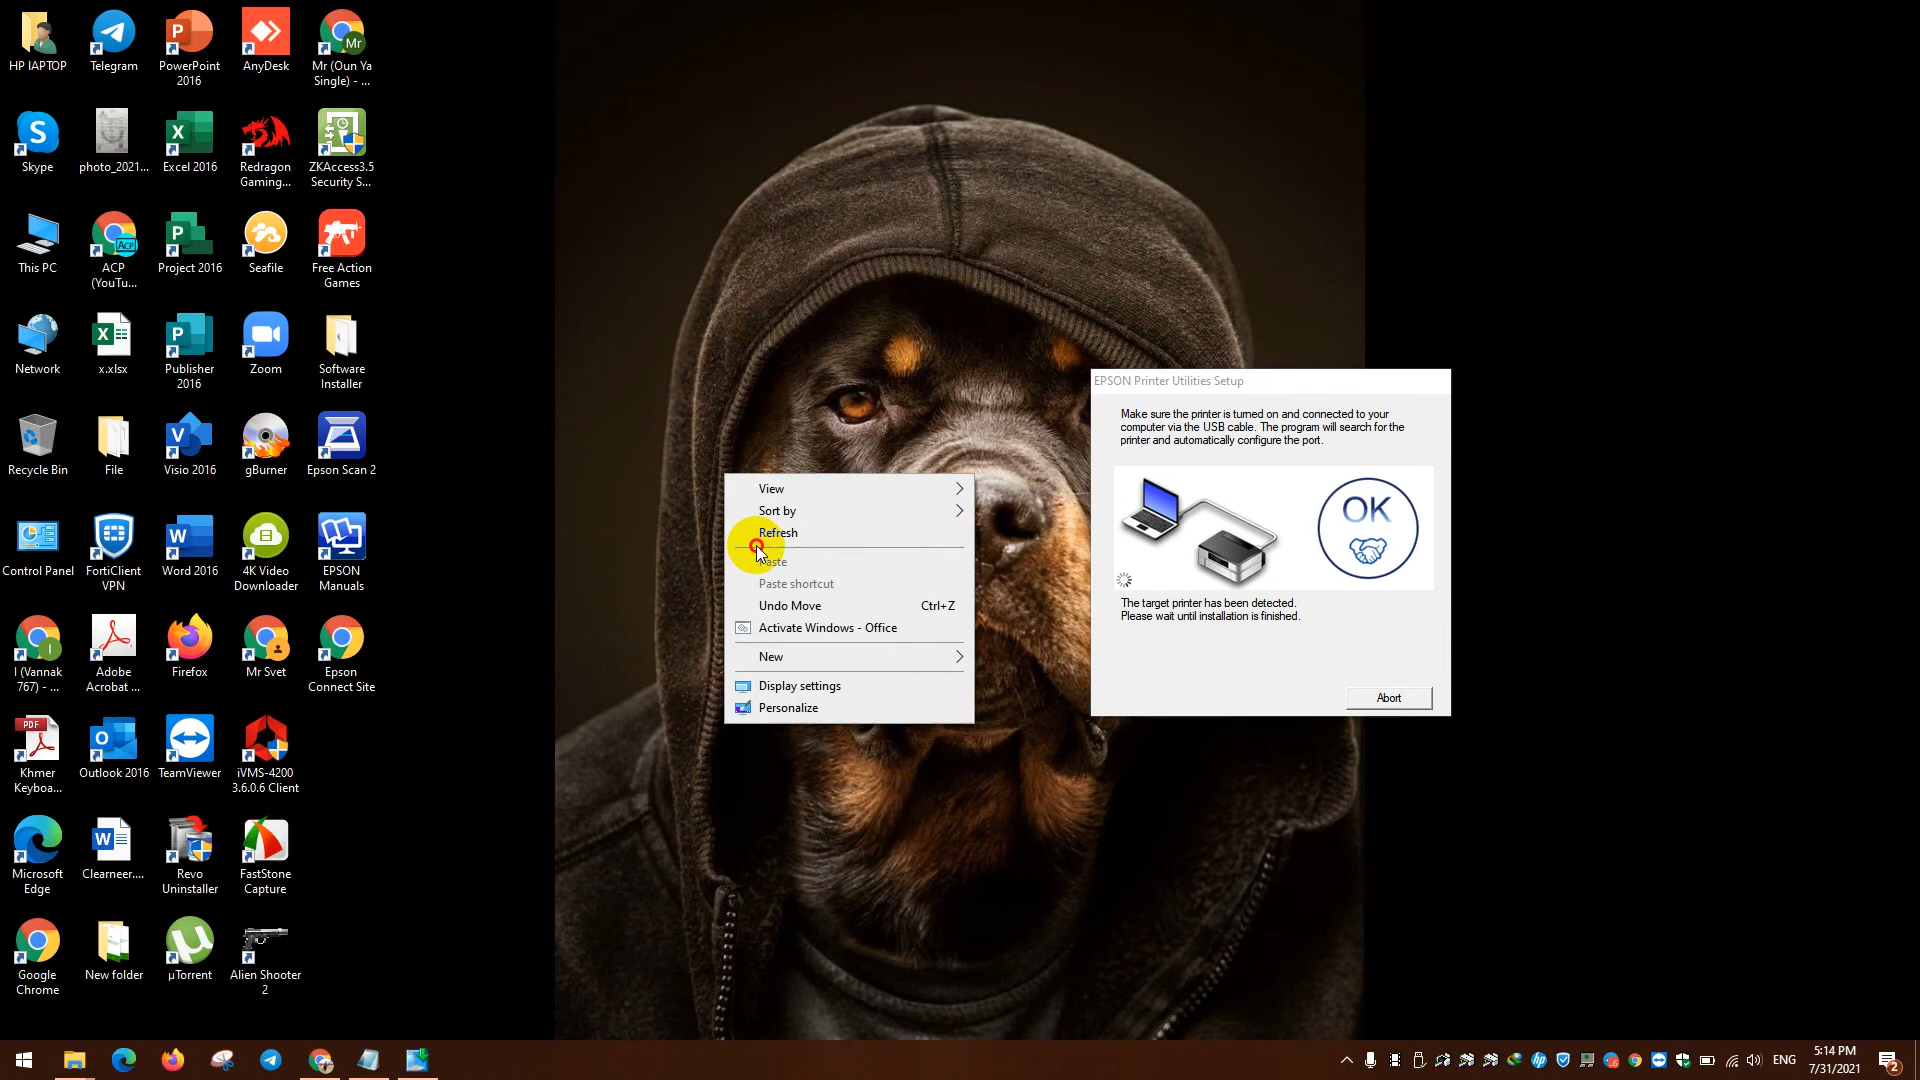 HP lAPTOP
Telegram
PowerPoint
2016
AnyDesk
Mr
Mr (Oun Ya
Single) - ...
Skype
photo_2021...
Excel 2016
Redragon
Gaming...
ZKAccess3.5
Security S...
This PC
ACP
ACP
(YouTu...
Project 2016
Seafile
Free Action
Games
Network
x.xlsx
Publisher
2016
Zoom
Software
Installer
Recycle Bin
File
Visio 2016
gBurner
Epson Scan 2
Control Panel
FortiClient
VPN
Word 2016
4K Video
Downloader
EPSON
Manuals
I
I (Vannak
767) - ...
Adobe
Acrobat ...
Firefox
Mr Svet
Epson
Connect Site
PDF
Khmer
Keyboa...
Outlook 2016
TeamViewer
iVMS-4200
3.6.0.6 Client
Microsoft
Edge
Clearneer....
Revo
Uninstaller
FastStone
Capture
Google
Chrome
New folder
µTorrent
Alien Shooter
2
View
Sort by
Refresh
Paste
Paste shortcut
Undo Move Ctrl+Z
Activate Windows - Office
New
Display settings
Personalize
EPSON Printer Utilities Setup
Make sure the printer is turned on and connected to your
computer via the USB cable. The program will search for the
printer and automatically configure the port.
OK
The target printer has been detected.
Please wait until installation is finished.
Abort
ENG
5:14 PM
7/31/2021
2